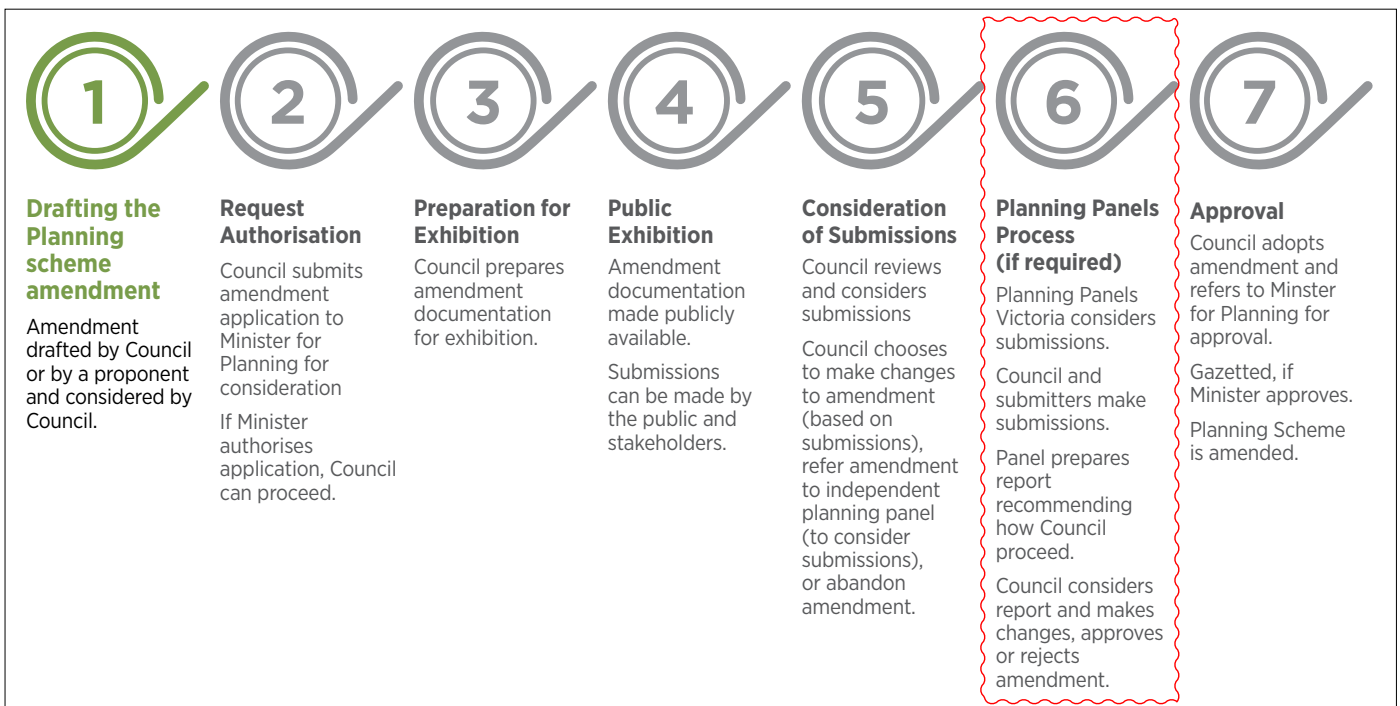 1
Drafting the
Planning
scheme
amendment
Amendment
drafted by Council
or by a proponent
and considered by
Council.
2
Request
Authorisation
Council submits
amendment
application to
Minister for
Planning for
consideration
If Minister
authorises
application, Council
can proceed.
3
Preparation for
Exhibition
Council prepares
amendment
documentation
for exhibition.
4
Public
Exhibition
Amendment
documentation
made publicly
available.
Submissions
can be made by
the public and
stakeholders.
5
Consideration
of Submissions
Council reviews
and considers
submissions
Council chooses
to make changes
to amendment
(based on
submissions),
refer amendment
to independent
planning panel
(to consider
submissions),
or abandon
amendment.
6
Planning Panels
Process
(if required)
Planning Panels
Victoria considers
submissions.
Council and
submitters make
submissions.
Panel prepares
report
recommending
how Council
proceed.
Council considers
report and makes
changes, approves
or rejects
amendment.
7
Approval
Council adopts
amendment and
refers to Minster
for Planning for
approval.
Gazetted, if
Minister approves.
Planning Scheme
is amended.